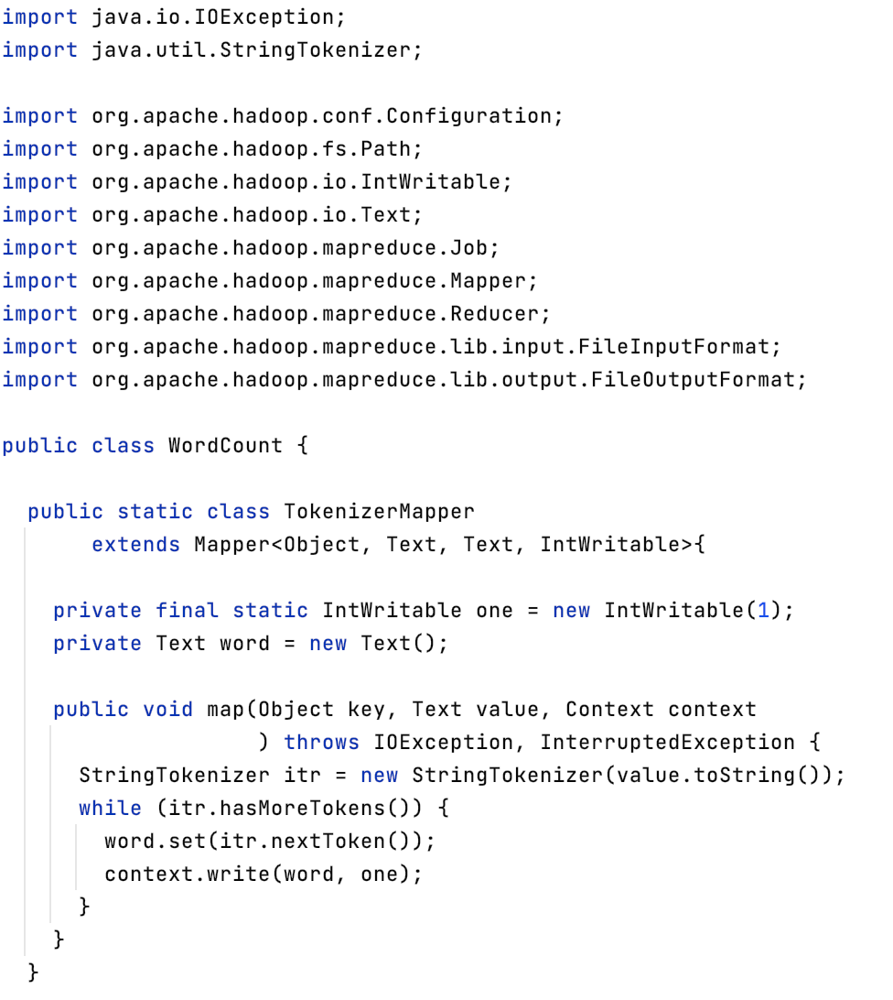 import java.io.IOException;
import java.util.StringTokenizer;
import org.apache.hadoop.conf.Configuration;
import org.apache.hadoop.fs.Path;
import org.apache.hadoop.io.IntWritable;
import org.apache.hadoop.io.Text;
import org.apache.hadoop.mapreduce.Job;
import org.apache.hadoop.mapreduce.Mapper;
import org.apache.hadoop.mapreduce.Reducer;
import org.apache.hadoop.mapreduce.lib.input.FileInputFormat;
import org.apache.hadoop.mapreduce.lib.output.FileOutputFormat;
public class WordCount {
  public static class TokenizerMapper
       extends Mapper<Object, Text, Text, IntWritable>{
    private final static IntWritable one = new IntWritable(1);
    private Text word = new Text();
    public void map(Object key, Text value, Context context
                    ) throws IOException, InterruptedException {
      StringTokenizer itr = new StringTokenizer(value.toString());
      while (itr.hasMoreTokens()) {
        word.set(itr.nextToken());
        context.write(word, one);
      }
    }
  }